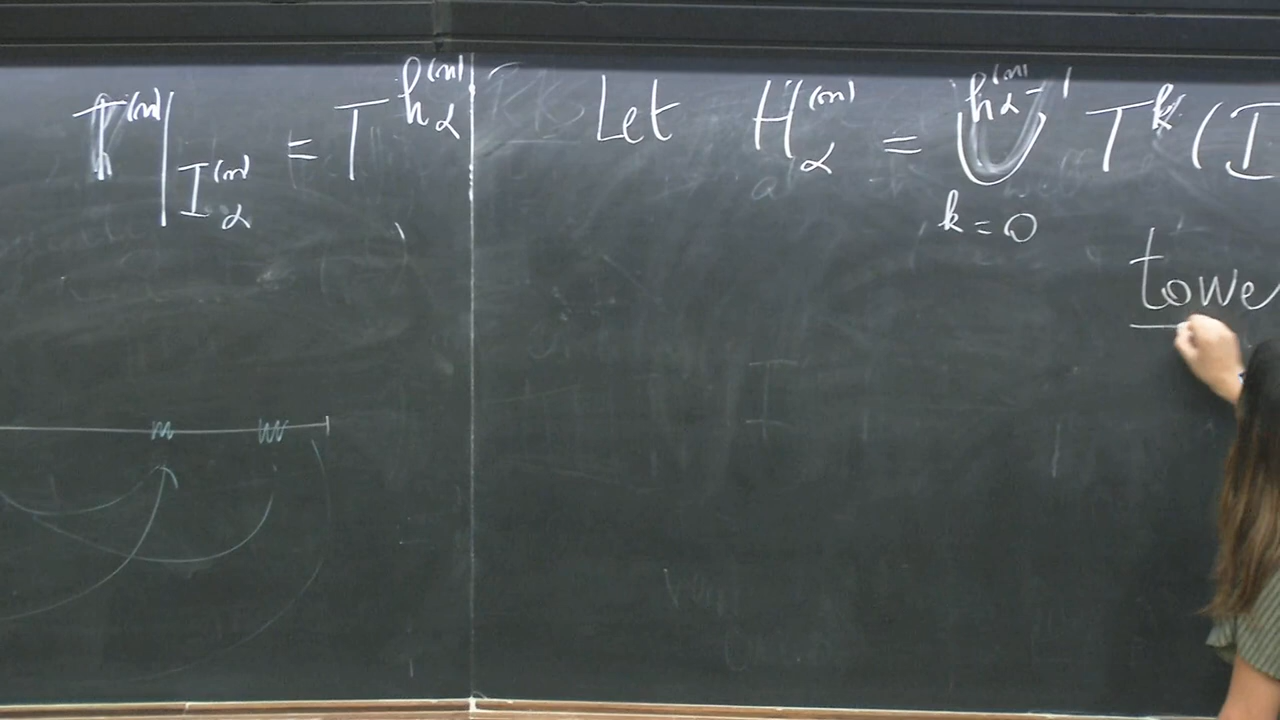 T^{(n)}|_{I_α^{(n)}} = T^{h_α^{(n)}}
Let H_α^{(n)} = ⋃_{k=0}^{h_α^{(n)}-1} T^k (I
towe